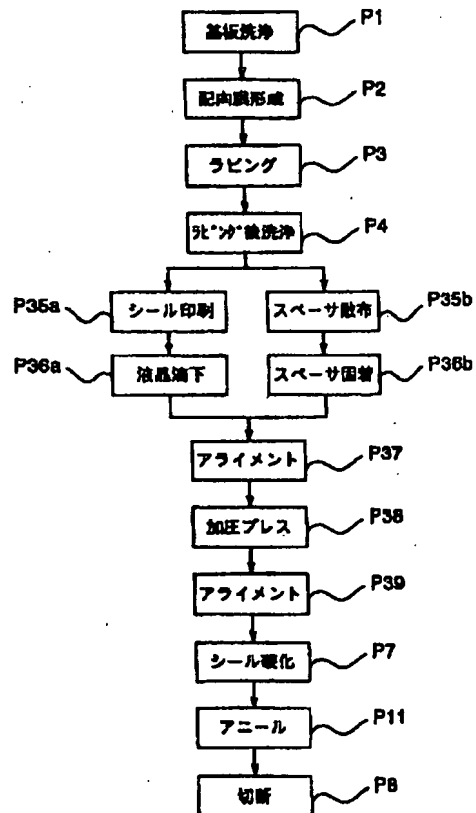 基板洗浄 P1
配向膜形成 P2
ラビング P3
ラビング後洗浄 P4
P35a シール印刷 スペーサ散布 P35b
P36a 液晶滴下 スペーサ固着 P36b
アライメント P37
加圧プレス P38
アライメント P39
シール硬化 P7
アニール P11
切断 P8